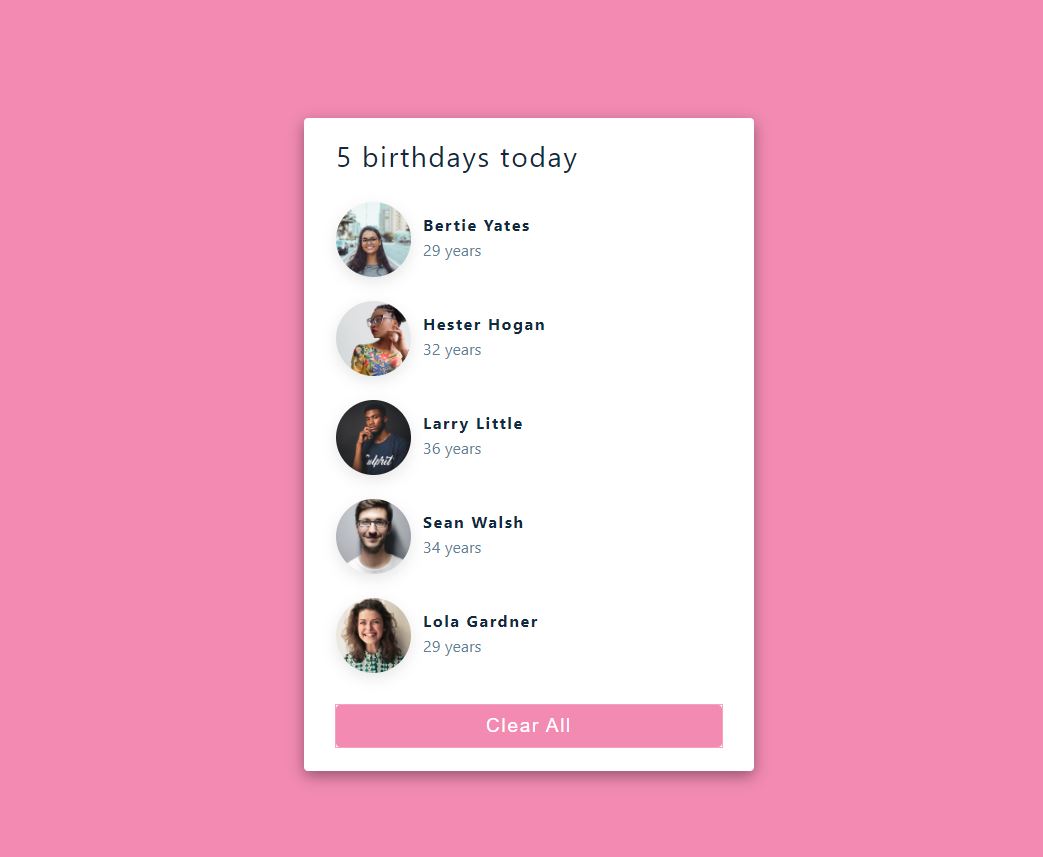 5 birthdays today
Bertie Yates
29 years
Hester Hogan
32 years
Larry Little
36 years
Sean Walsh
34 years
Lola Gardner
29 years
Clear All